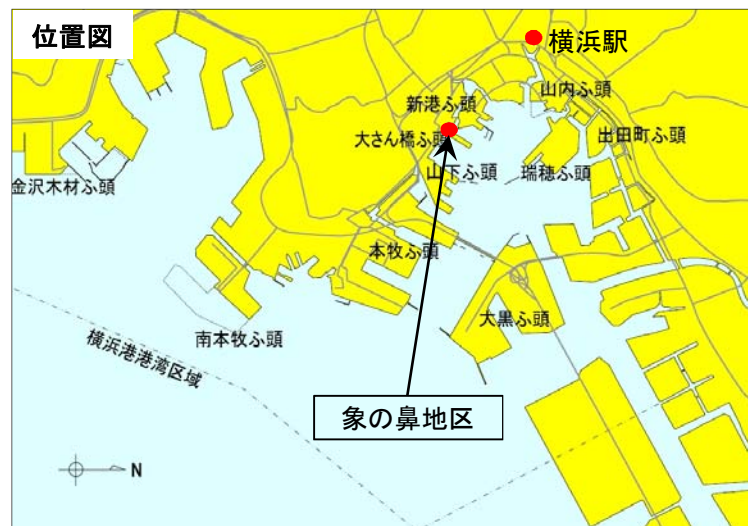 位置図
横浜駅
山内ふ頭
新港ふ頭
大さん橋ふ頭
出田町ふ頭
山下ふ頭
瑞穂ふ頭
金沢木材ふ頭
本牧ふ頭
大黒ふ頭
南本牧ふ頭
横浜港港湾区域
象の鼻地区
N